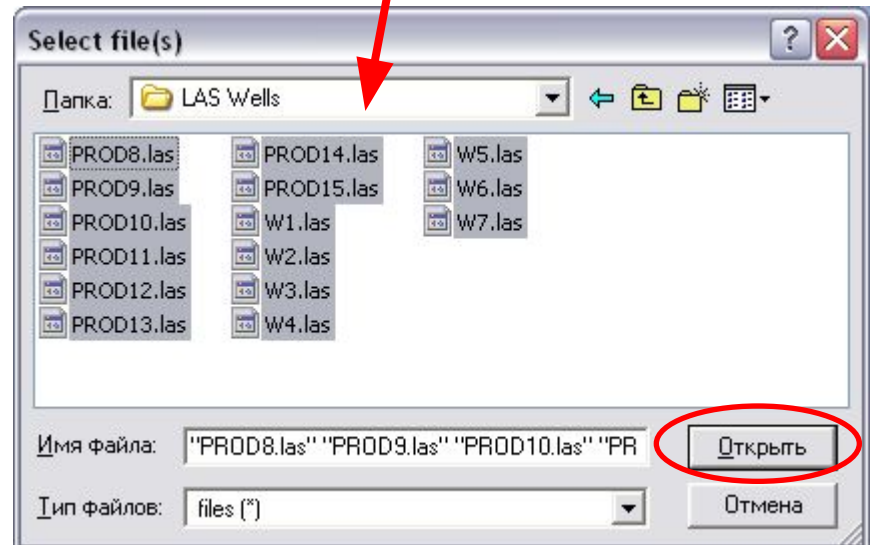 Select file(s)
Папка: LAS Wells
PROD8.las PROD14.las W5.las
PROD9.las PROD15.las W6.las
PROD10.las W1.las W7.las
PROD11.las W2.las
PROD12.las W3.las
PROD13.las W4.las
Имя файла: "PROD8.las" "PROD9.las" "PROD10.las" "PR Открыть
Тип файлов: files (*) Отмена